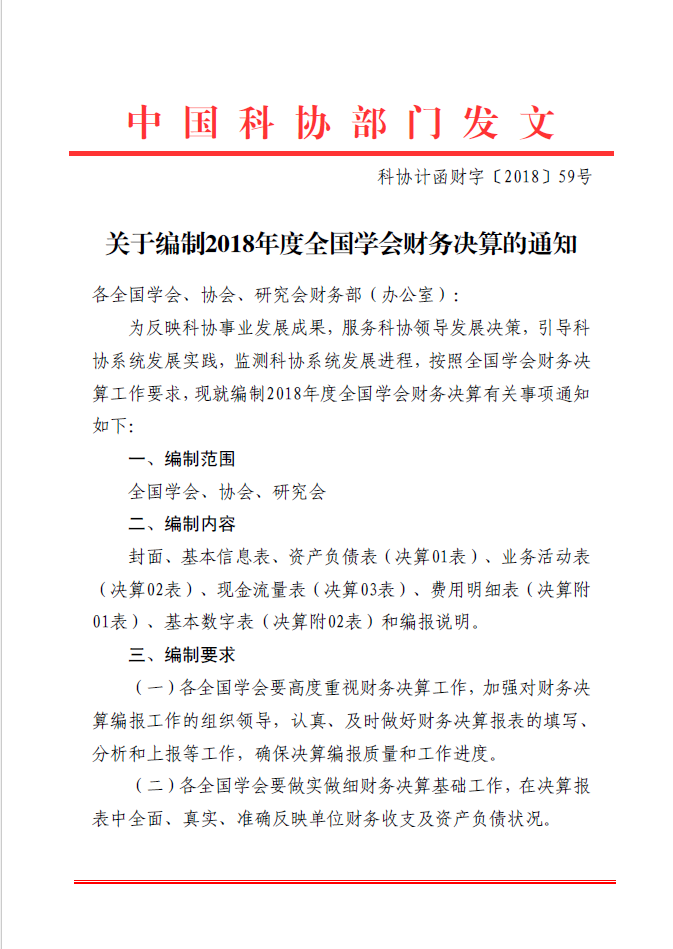 中国科协部门发文
科协计函财字〔2018〕59号
关于编制2018年度全国学会财务决算的通知
各全国学会、协会、研究会财务部（办公室）：
为反映科协事业发展成果，服务科协领导发展决策，引导科
协系统发展实践，监测科协系统发展进程，按照全国学会财务决
算工作要求，现就编制2018年度全国学会财务决算有关事项通知
如下：
一、编制范围
全国学会、协会、研究会
二、编制内容
封面、基本信息表、资产负债表（决算01表）、业务活动表
（决算02表）、现金流量表（决算03表）、费用明细表（决算附
01表）、基本数字表（决算附02表）和编报说明。
三、编制要求
（一）各全国学会要高度重视财务决算工作，加强对财务决
算编报工作的组织领导，认真、及时做好财务决算报表的填写、
分析和上报等工作，确保决算编报质量和工作进度。
（二）各全国学会要做实做细财务决算基础工作，在决算报
表中全面、真实、准确反映单位财务收支及资产负债状况。